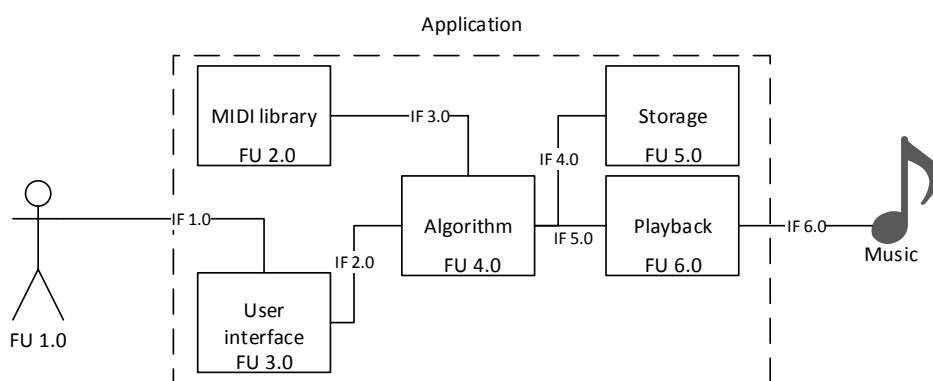 Application
MIDI library
FU 2.0
IF 3.0
Storage
FU 5.0
IF 4.0
IF 1.0
Algorithm
FU 4.0
IF 5.0
Playback
FU 6.0
IF 6.0
Music
IF 2.0
User
interface
FU 3.0
FU 1.0